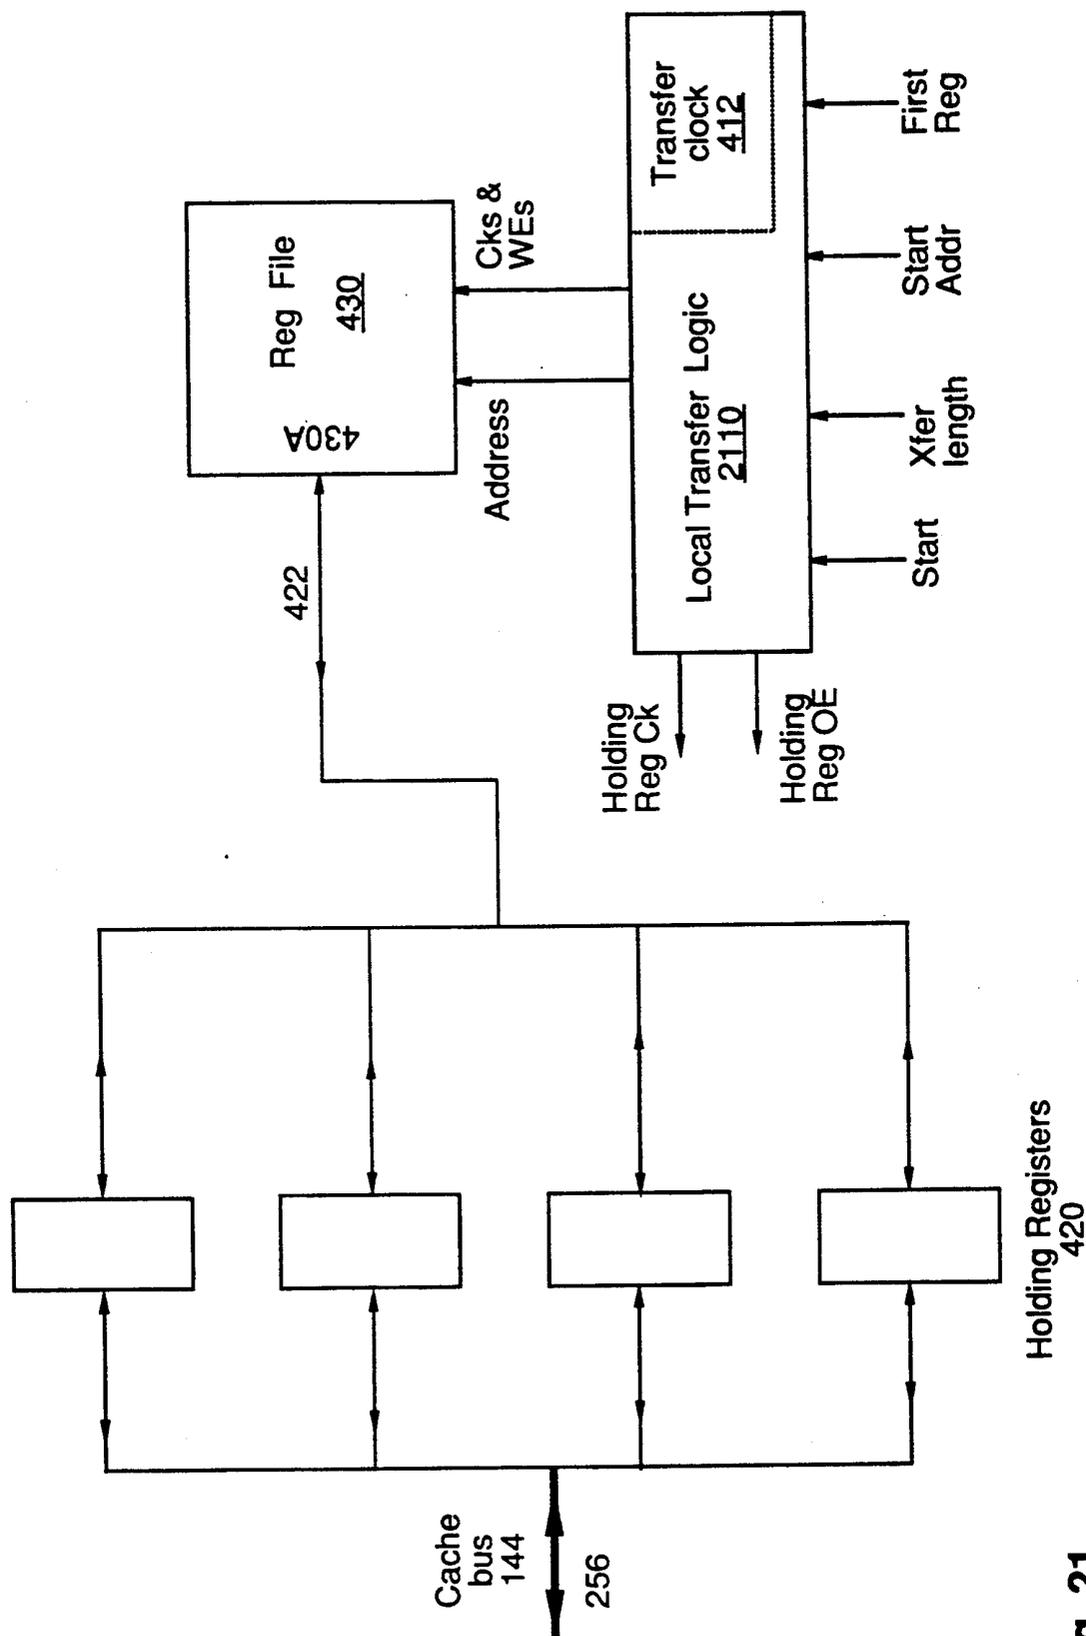 Cache
bus
144
256
Holding Registers
420
422
430A
Reg File
430
Address
Cks &
WEs
Holding
Reg Ck
Holding
Reg OE
Local Transfer Logic
2110
Transfer
clock
412
Start
Xfer
length
Start
Addr
First
Reg
21